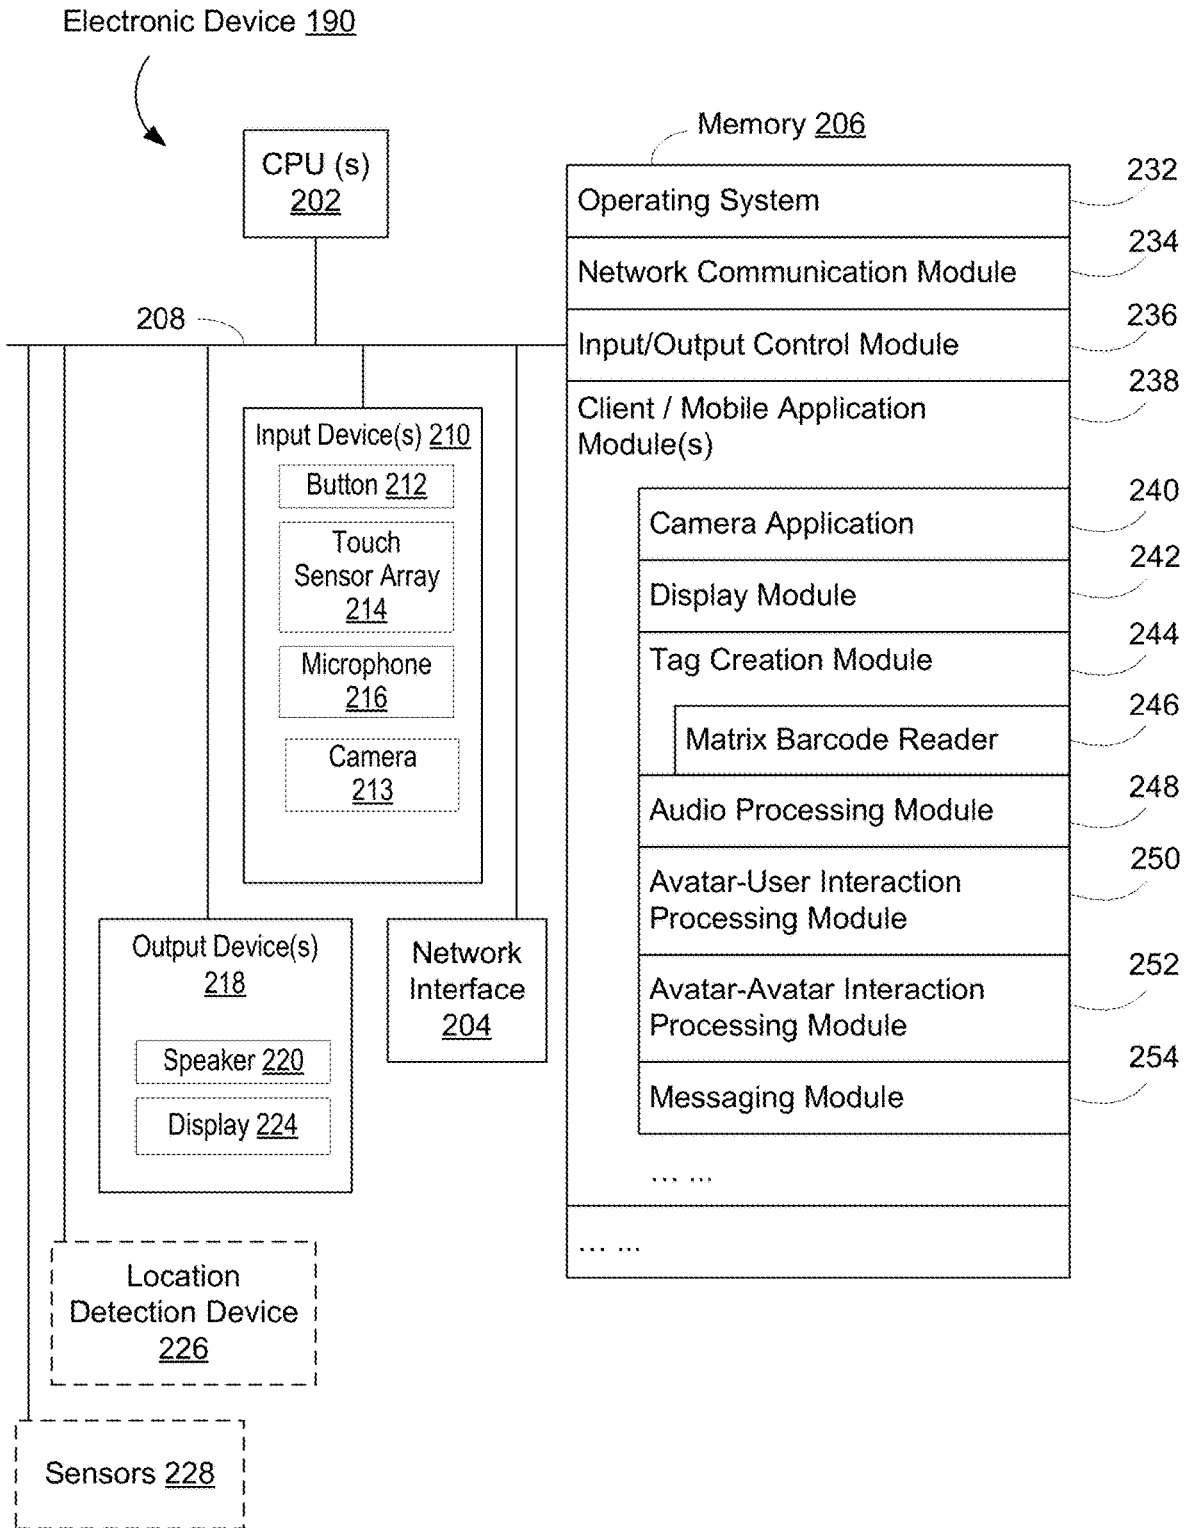 Electronic Device 190
CPU (s)
202
208
Input Device(s) 210
Button 212
Touch
Sensor Array
214
Microphone
216
Camera
213
Output Device(s)
218
Speaker 220
Display 224
Network
Interface
204
Location
Detection Device
226
Sensors 228
Memory 206
Operating System
232
Network Communication Module
234
Input/Output Control Module
236
Client / Mobile Application
Module(s)
238
Camera Application
240
Display Module
242
Tag Creation Module
244
Matrix Barcode Reader
246
Audio Processing Module
248
Avatar-User Interaction
Processing Module
250
Avatar-Avatar Interaction
Processing Module
252
Messaging Module
254
... ...
... ...